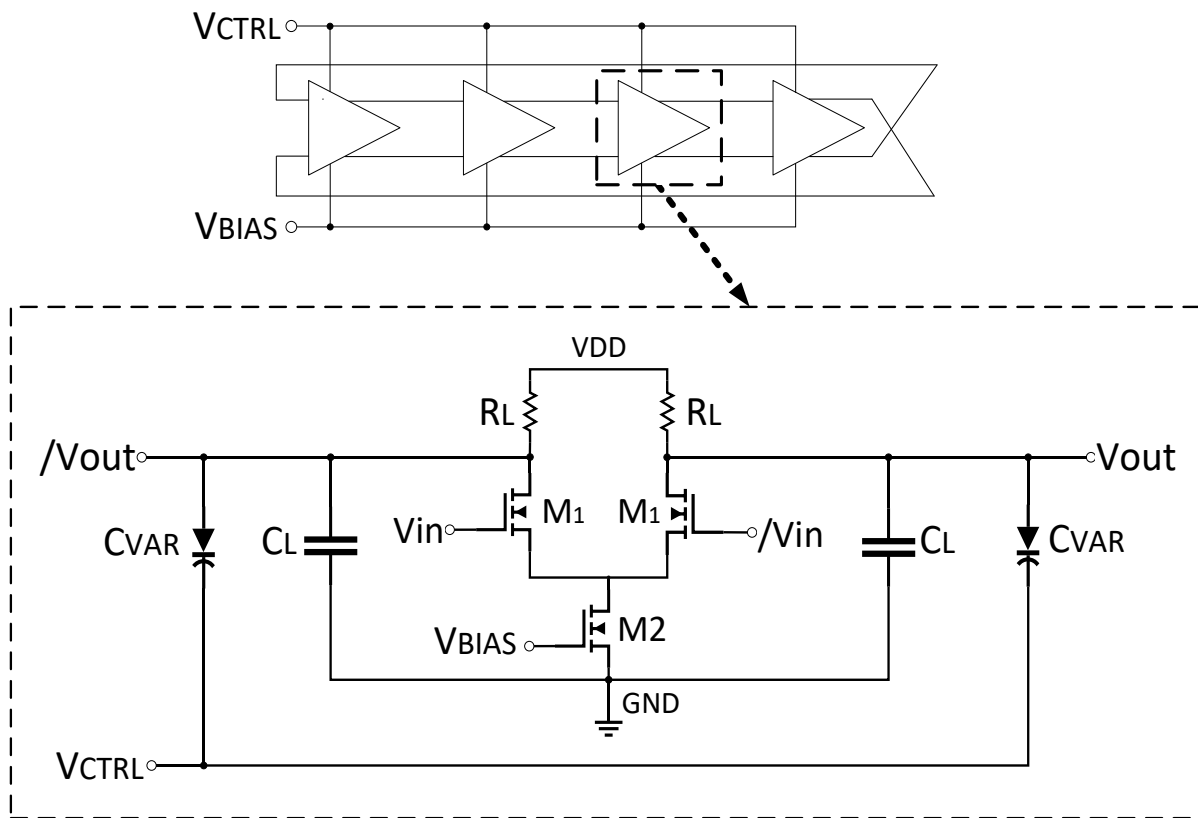 VCTRL
VBIAS
VDD
RL RL
/Vout Vout
CVAR CL Vin M1 M1 /Vin CL CVAR
VBIAS M2
GND
VCTRL